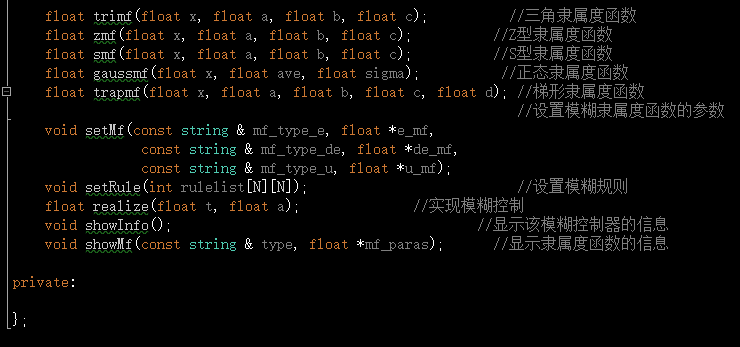 float trimf(float x, float a, float b, float c);          //三角隶属度函数
float zmf(float x, float a, float b, float c);          //Z型隶属度函数
float smf(float x, float a, float b, float c);          //S型隶属度函数
float gaussmf(float x, float ave, float sigma);          //正态隶属度函数
float trapmf(float x, float a, float b, float c, float d); //梯形隶属度函数
//设置模糊隶属度函数的参数
void setMf(const string & mf_type_e, float *e_mf,
const string & mf_type_de, float *de_mf,
const string & mf_type_u, float *u_mf);
void setRule(int rulelist[N][N]);          //设置模糊规则
float realize(float t, float a);          //实现模糊控制
void showInfo();          //显示该模糊控制器的信息
void showMf(const string & type, float *mf_paras);      //显示隶属度函数的信息
private:
};